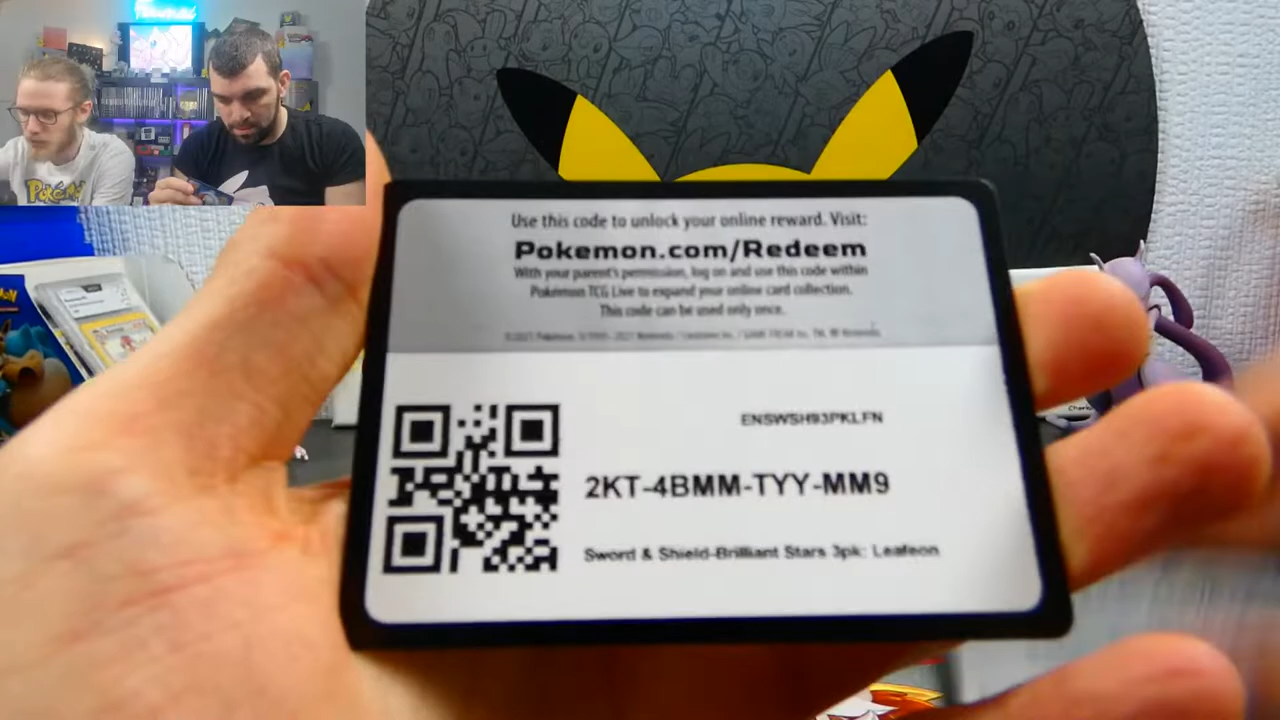 Use this code to unlock your online reward. Visit:
Pokemon.com/Redeem
With your parent's permission, log on and use this code within
Pokémon TCG Live to expand your online card collection.
This code can be used only once.
ENSWSH93PKLFN
2KT-4BMM-TYY-MM9
Sword & Shield-Brilliant Stars 3pk: Leafeon
Pokémon